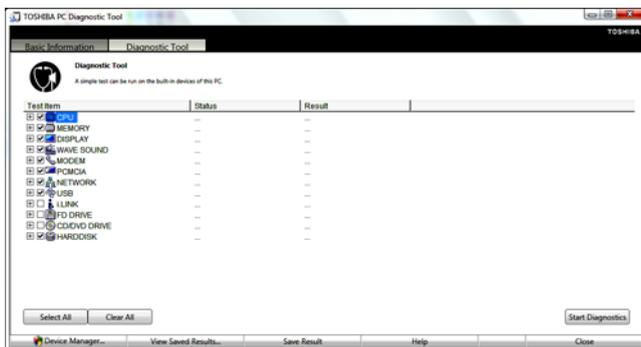 TOSHIBA PC Diagnostic Tool
TOSHIBA
Basic Information Diagnostic Tool
Diagnostic Tool
A simple test can be run on the built-in devices of this PC.
Test Item Status Result
CPU ... ...
MEMORY ... ...
DISPLAY ... ...
WAVE SOUND ... ...
MODEM ... ...
PCMCIA ... ...
NETWORK ... ...
USB ... ...
i.LINK ... ...
FD DRIVE ... ...
CD/DVD DRIVE ... ...
HARDDISK ... ...
Select All Clear All Start Diagnostics
Device Manager... View Saved Results... Save Result Help Close